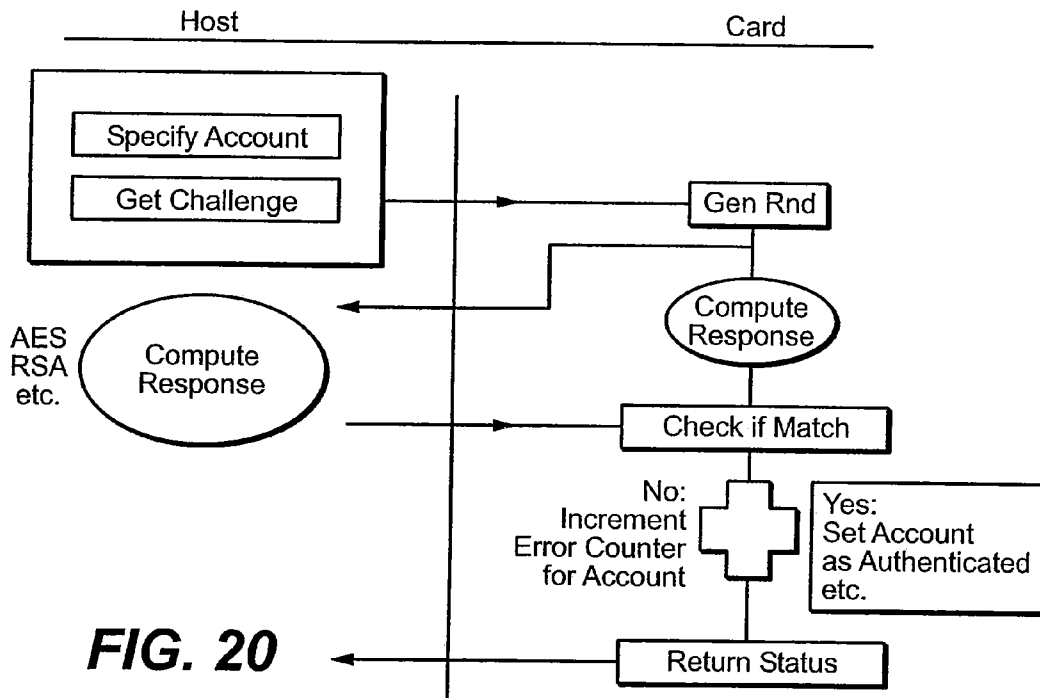 Host
Card
Specify Account
Get Challenge
Gen Rnd
AES
RSA
etc.
Compute
Response
Compute
Response
Check if Match
No:
Increment
Error Counter
for Account
Yes:
Set Account
as Authenticated
etc.
FIG. 20
Return Status